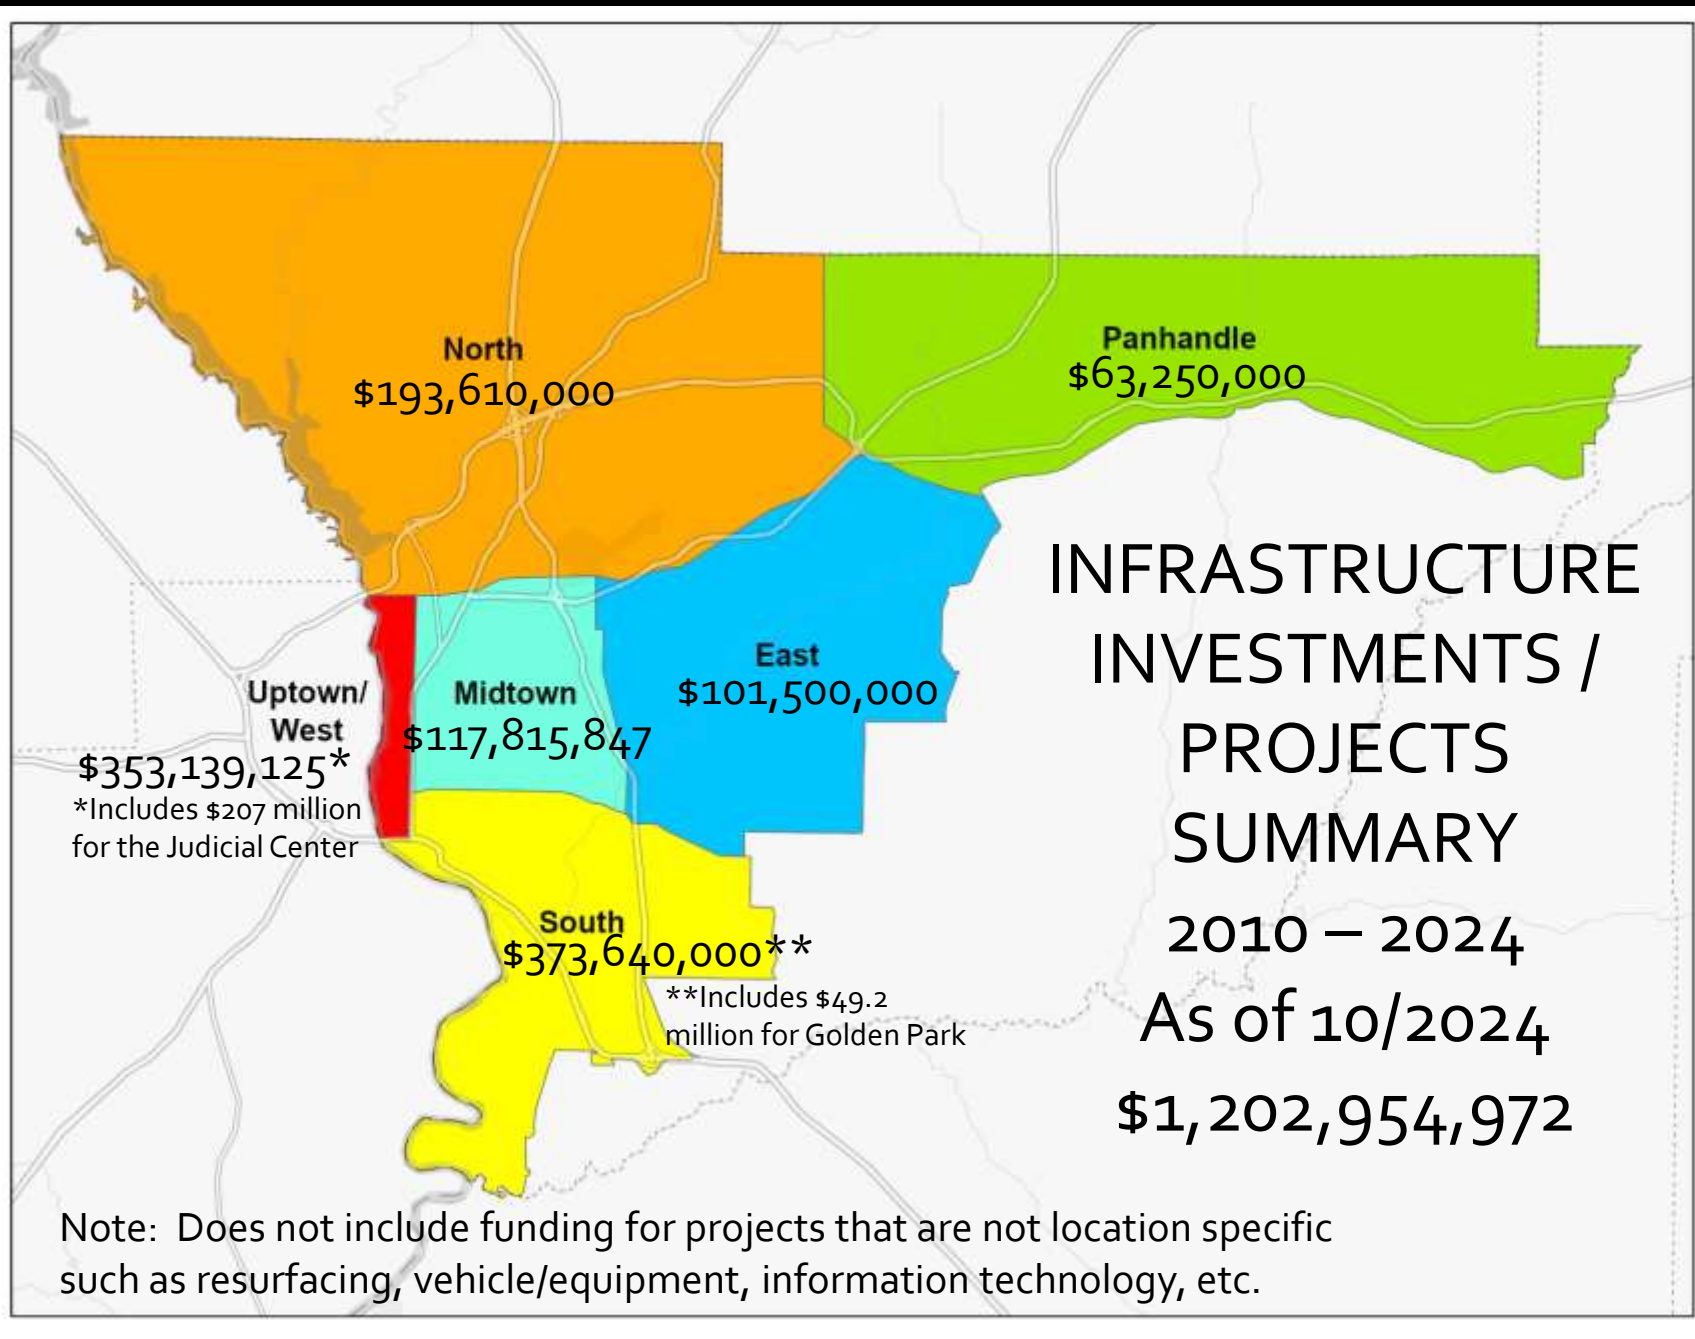 North
$193,610,000
Panhandle
$63,250,000
East
$101,500,000
Uptown/
West
$353,139,125*
*Includes $207 million
for the Judicial Center
Midtown
$117,815,847
South
$373,640,000**
**Includes $49.2
million for Golden Park
INFRASTRUCTURE
INVESTMENTS /
PROJECTS
SUMMARY
2010 – 2024
As of 10/2024
$1,202,954,972
Note:  Does not include funding for projects that are not location specific
such as resurfacing, vehicle/equipment, information technology, etc.